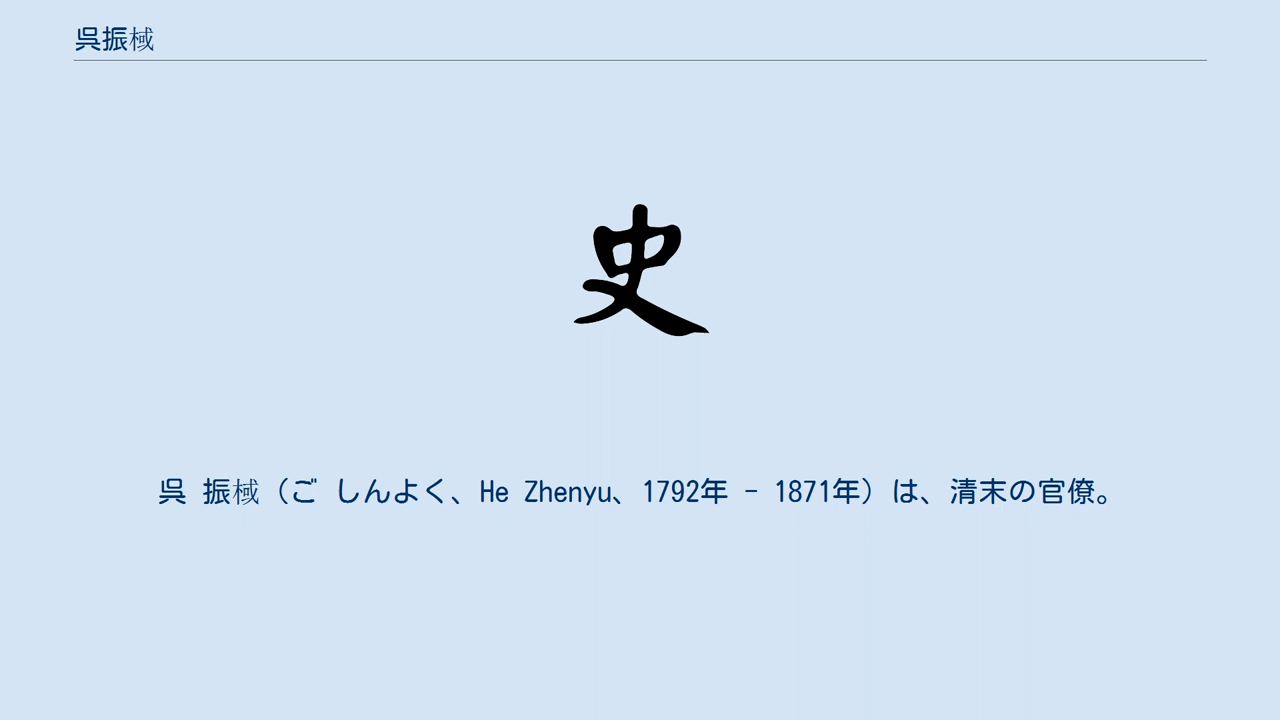 呉振棫
史
呉 振棫（ご しんよく、He Zhenyu、1792年 - 1871年）は、清末の官僚。